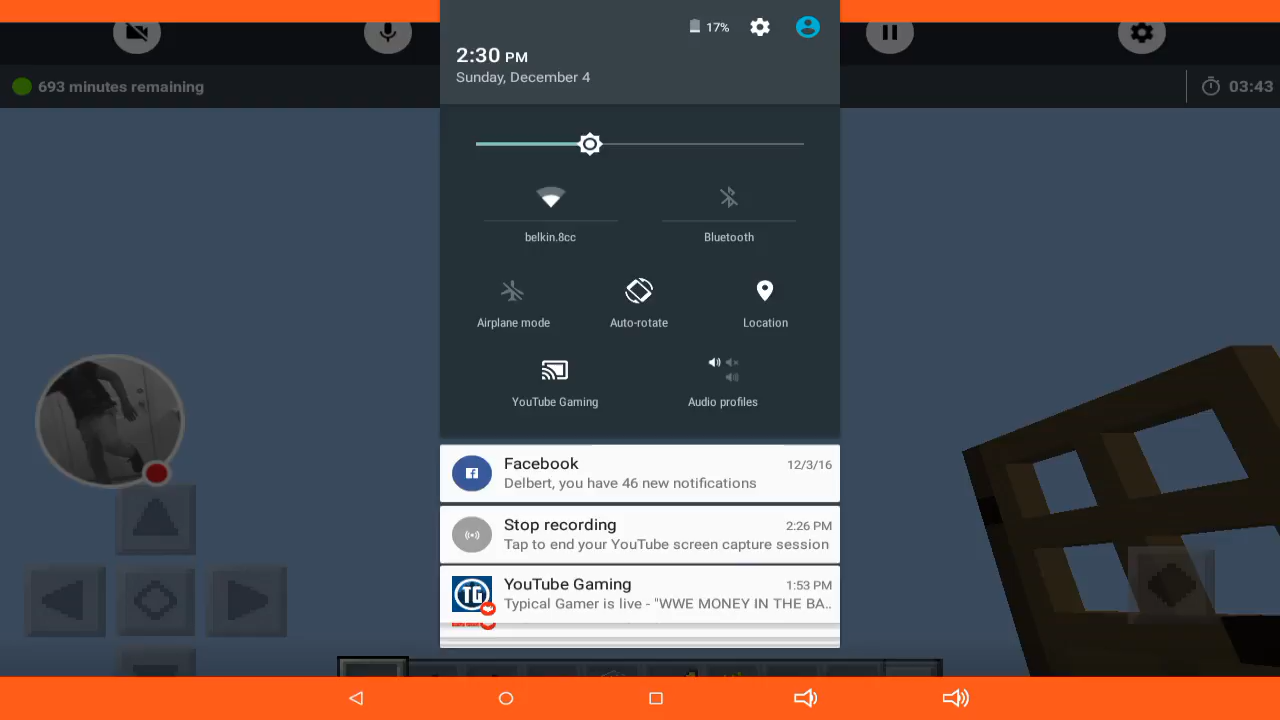 17%
2:30 PM
Sunday, December 4
693 minutes remaining
03:43
belkin.8cc
Bluetooth
Airplane mode
Auto-rotate
Location
YouTube Gaming
Audio profiles
Facebook
12/3/16
Delbert, you have 46 new notifications
Stop recording
2:26 PM
Tap to end your YouTube screen capture session
TG
YouTube Gaming
1:53 PM
Typical Gamer is live - "WWE MONEY IN THE BA..